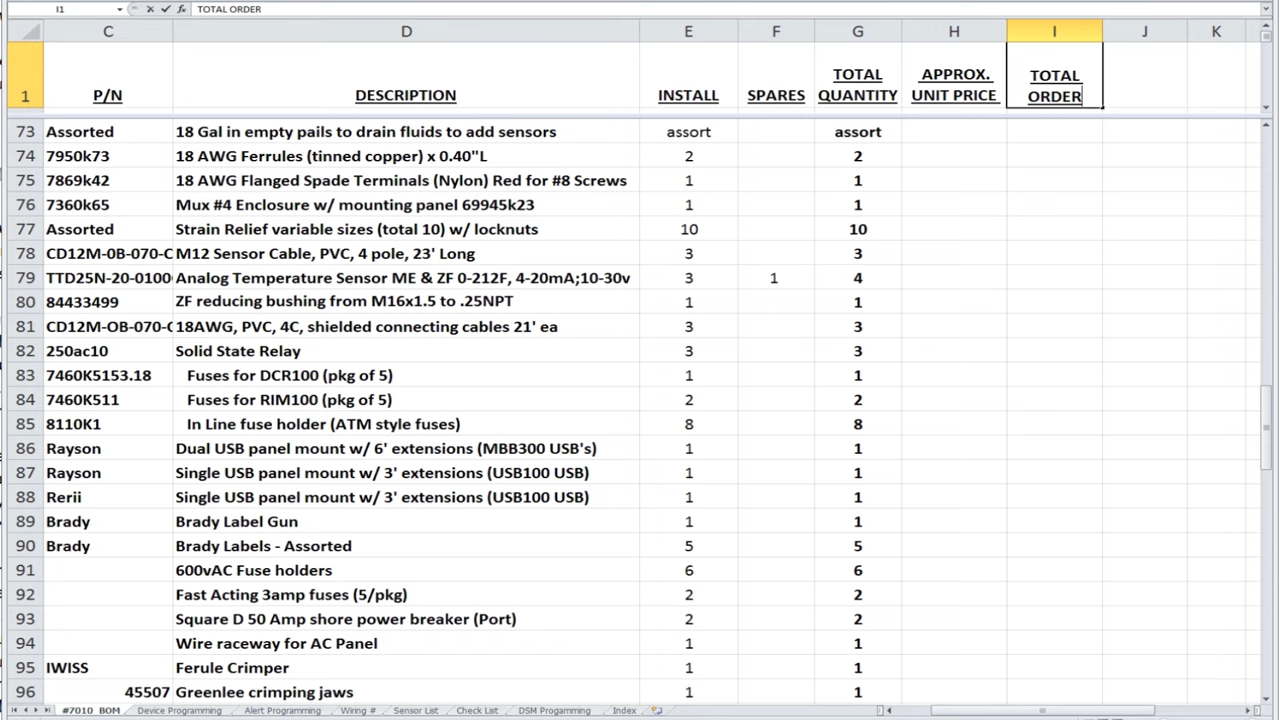 I1 fx TOTAL ORDER
C D E F G H I J K
1 P/N DESCRIPTION INSTALL SPARES TOTAL QUANTITY APPROX. UNIT PRICE TOTAL ORDER
73 Assorted 18 Gal in empty pails to drain fluids to add sensors assort assort
74 7950k73 18 AWG Ferrules (tinned copper) x 0.40"L 2 2
75 7869k42 18 AWG Flanged Spade Terminals (Nylon) Red for #8 Screws 1 1
76 7360k65 Mux #4 Enclosure w/ mounting panel 69945k23 1 1
77 Assorted Strain Relief variable sizes (total 10) w/ locknuts 10 10
78 CD12M-0B-070-C M12 Sensor Cable, PVC, 4 pole, 23' Long 3 3
79 TTD25N-20-0100 Analog Temperature Sensor ME & ZF 0-212F, 4-20mA;10-30v 3 1 4
80 84433499 ZF reducing bushing from M16x1.5 to .25NPT 1 1
81 CD12M-OB-070-C 18AWG, PVC, 4C, shielded connecting cables 21' ea 3 3
82 250ac10 Solid State Relay 3 3
83 7460K5153.18 Fuses for DCR100 (pkg of 5) 1 1
84 7460K511 Fuses for RIM100 (pkg of 5) 2 2
85 8110K1 In Line fuse holder (ATM style fuses) 8 8
86 Rayson Dual USB panel mount w/ 6' extensions (MBB300 USB's) 1 1
87 Rayson Single USB panel mount w/ 3' extensions (USB100 USB) 1 1
88 Rerii Single USB panel mount w/ 3' extensions (USB100 USB) 1 1
89 Brady Brady Label Gun 1 1
90 Brady Brady Labels - Assorted 5 5
91 600vAC Fuse holders 6 6
92 Fast Acting 3amp fuses (5/pkg) 2 2
93 Square D 50 Amp shore power breaker (Port) 2 2
94 Wire raceway for AC Panel 1 1
95 IWISS Ferule Crimper 1 1
96 45507 Greenlee crimping jaws 1 1
#7010_BOM Device Programming Alert Programming Wiring # Sensor List Check List DSM Progaming Index